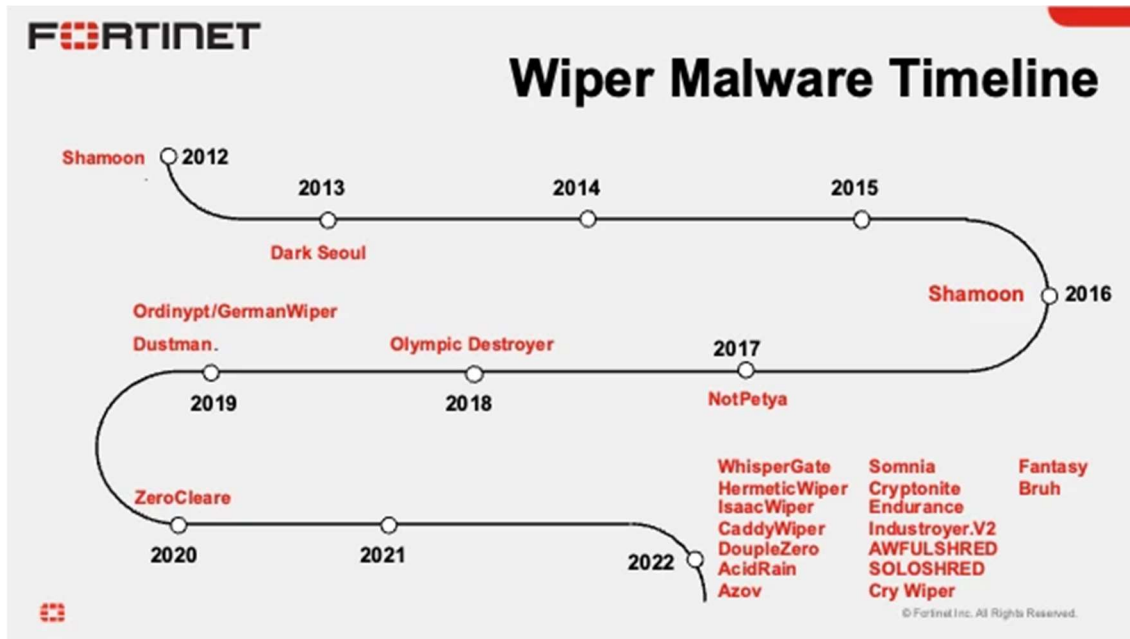 FORTINET
Wiper Malware Timeline
Shamoon 2012
2013
2014
2015
Dark Seoul
Shamoon 2016
Ordinypt/GermanWiper
Dustman.
Olympic Destroyer
2017
2019
2018
NotPetya
ZeroCleare
2020
2021
2022
WhisperGate
HermeticWiper
IsaacWiper
CaddyWiper
DoupleZero
AcidRain
Azov
Somnia
Cryptonite
Endurance
Industroyer.V2
AWFULSHRED
SOLOSHRED
Cry Wiper
Fantasy
Bruh
© Fortinet Inc. All Rights Reserved.